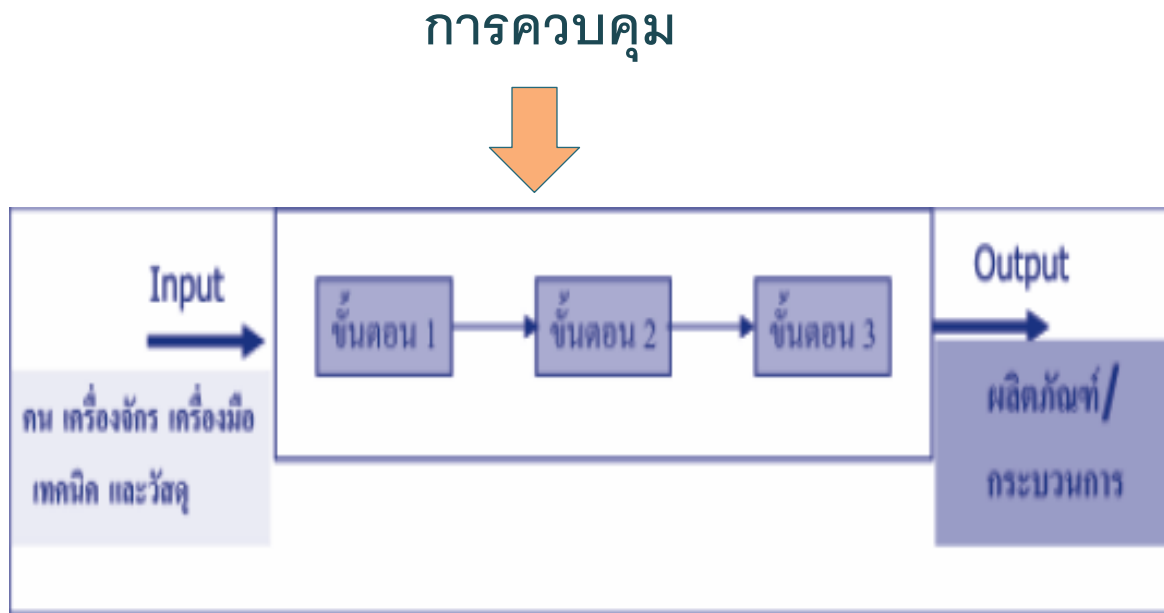 การควบคุม
Input
คน เครื่องจักร เครื่องมือ
เทคนิค และวัสดุ
ขั้นตอน 1
ขั้นตอน 2
ขั้นตอน 3
Output
ผลิตภัณฑ์/
กระบวนการ